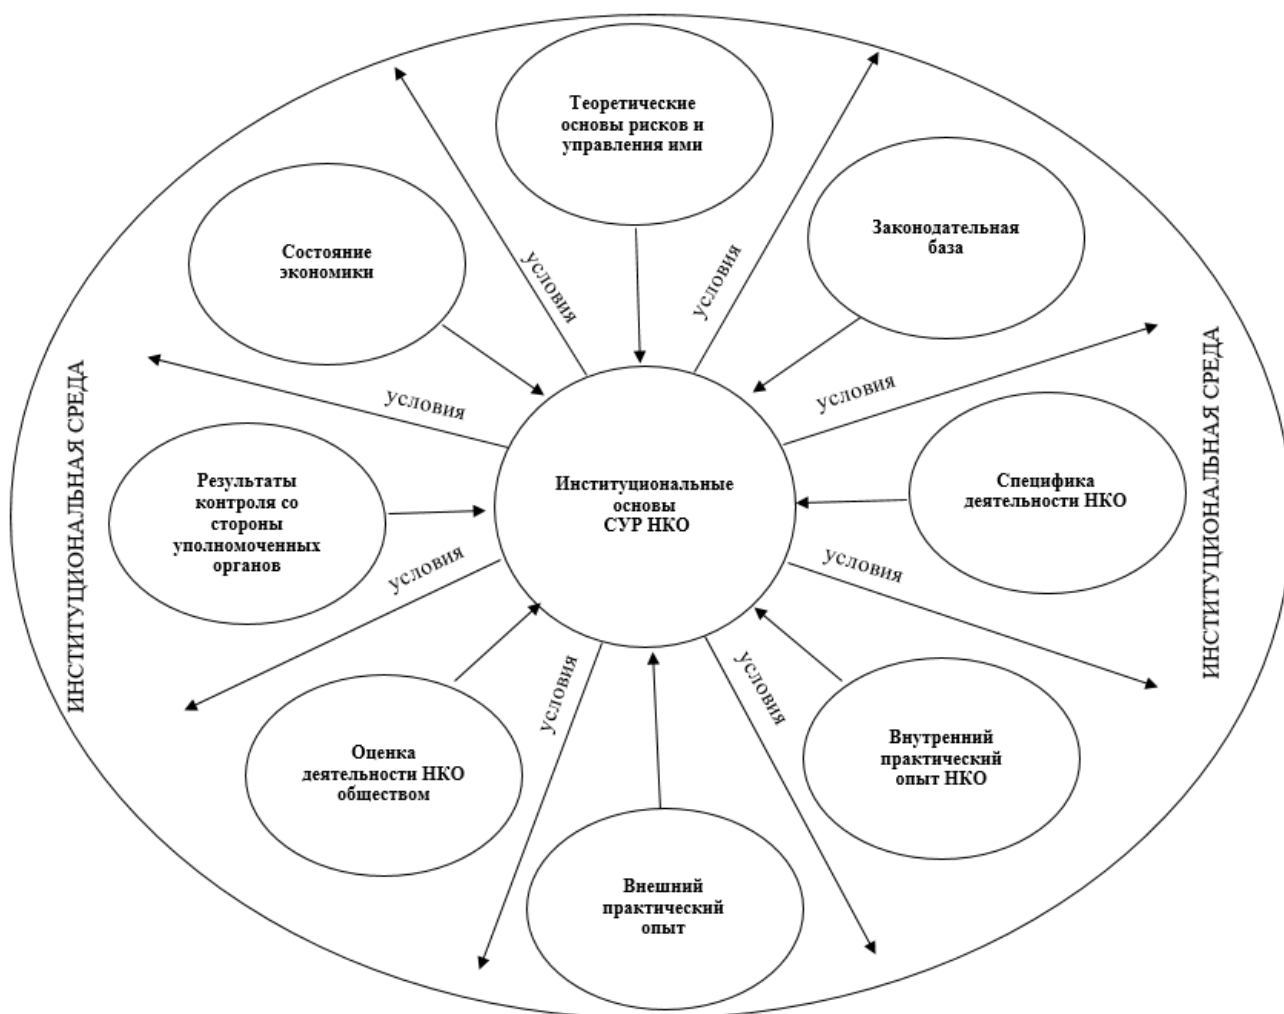 Теоретические
основы рисков и
управления ими
Состояние
экономики
Законодательная
база
условия
условия
условия
условия
ИНСТИТУЦИОНАЛЬНАЯ СРЕДА
ИНСТИТУЦИОНАЛЬНАЯ СРЕДА
Результаты
контроля со
стороны
уполномоченных
органов
Институциональные
основы
СУР НКО
Специфика
деятельности НКО
условия
условия
условия
условия
Оценка
деятельности НКО
обществом
Внутренний
практический
опыт НКО
Внешний
практический
опыт